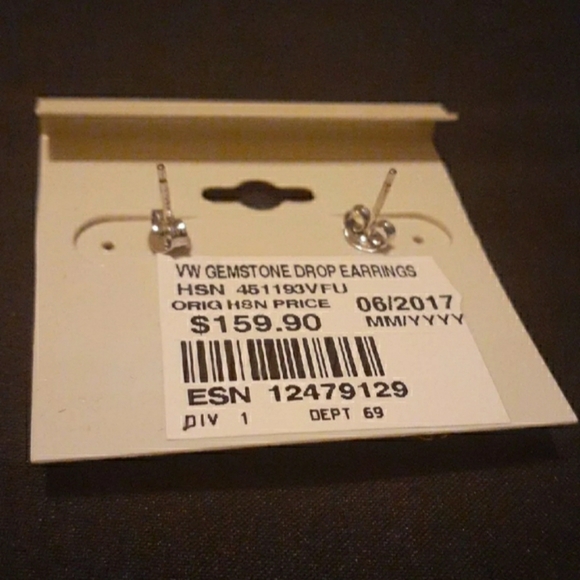 VW GEMSTONE DROP EARRINGS
HSN 451193VFU
ORIG HSN PRICE 06/2017
$159.90 MM/YYYY
ESN 12479129
DIV 1 DEPT 69